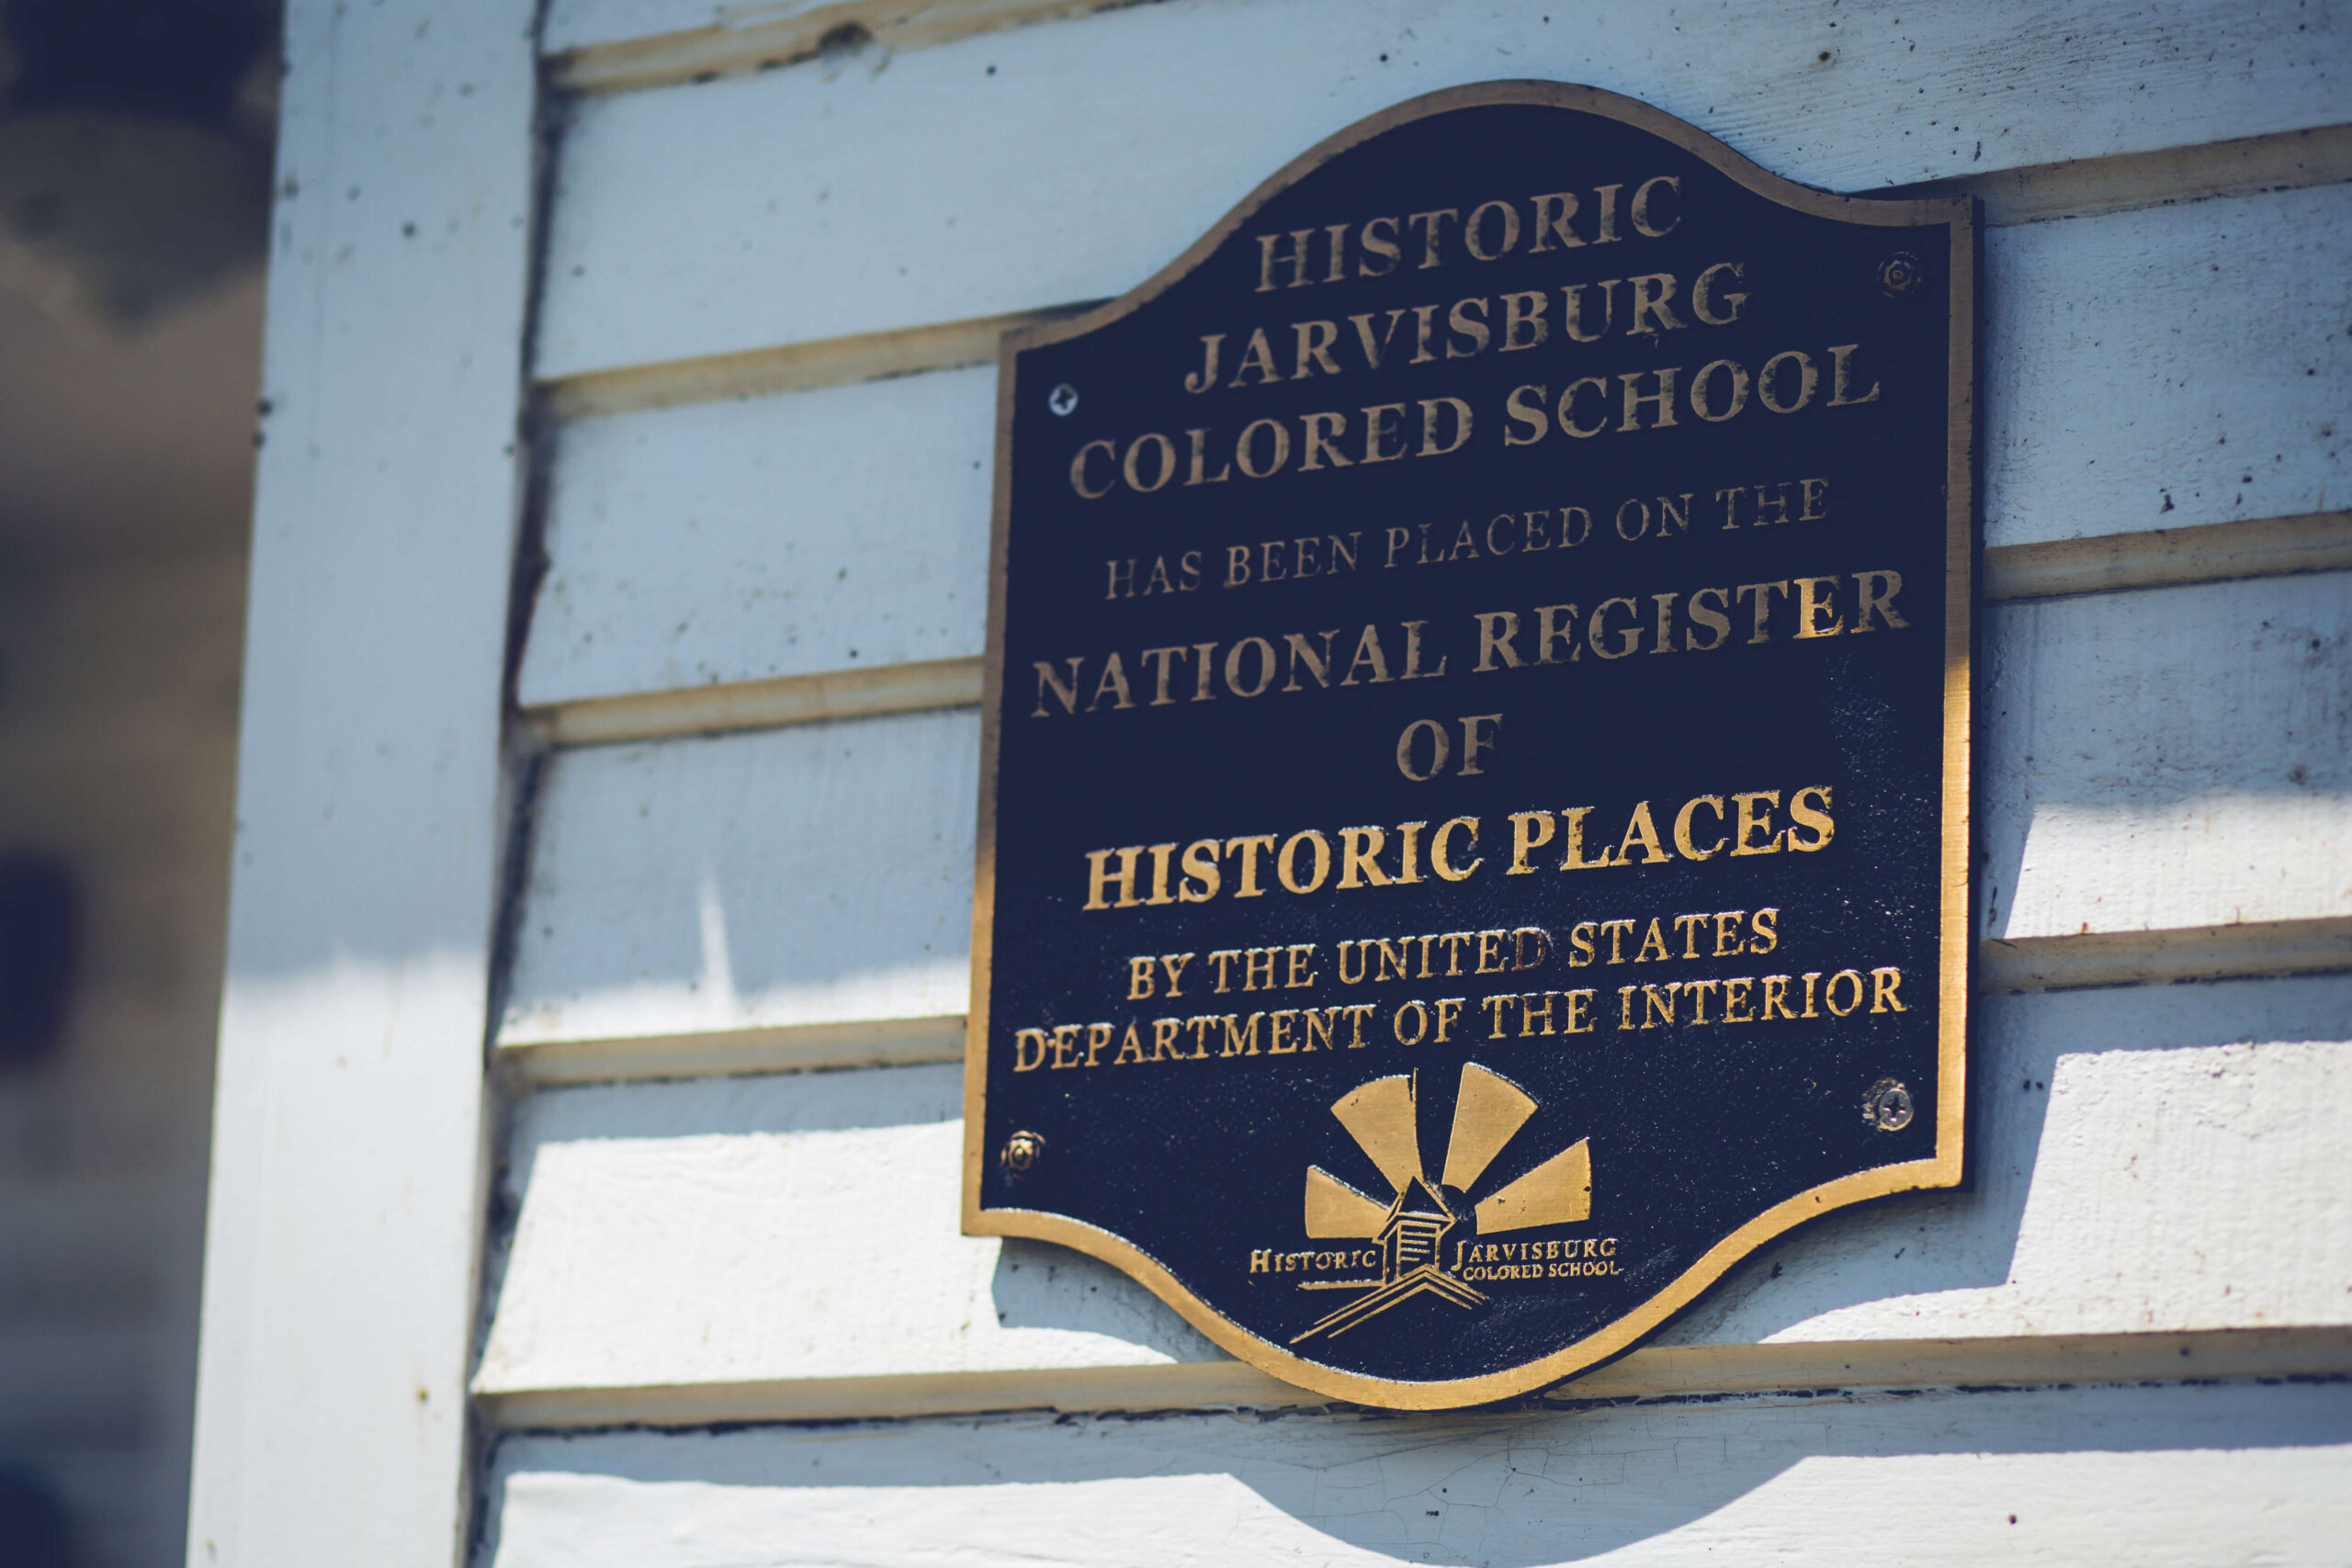 HISTORIC
JARVISBURG
COLORED SCHOOL
HAS BEEN PLACED ON THE
NATIONAL REGISTER
OF
HISTORIC PLACES
BY THE UNITED STATES
DEPARTMENT OF THE INTERIOR
HISTORIC JARVISBURG
COLORED SCHOOL